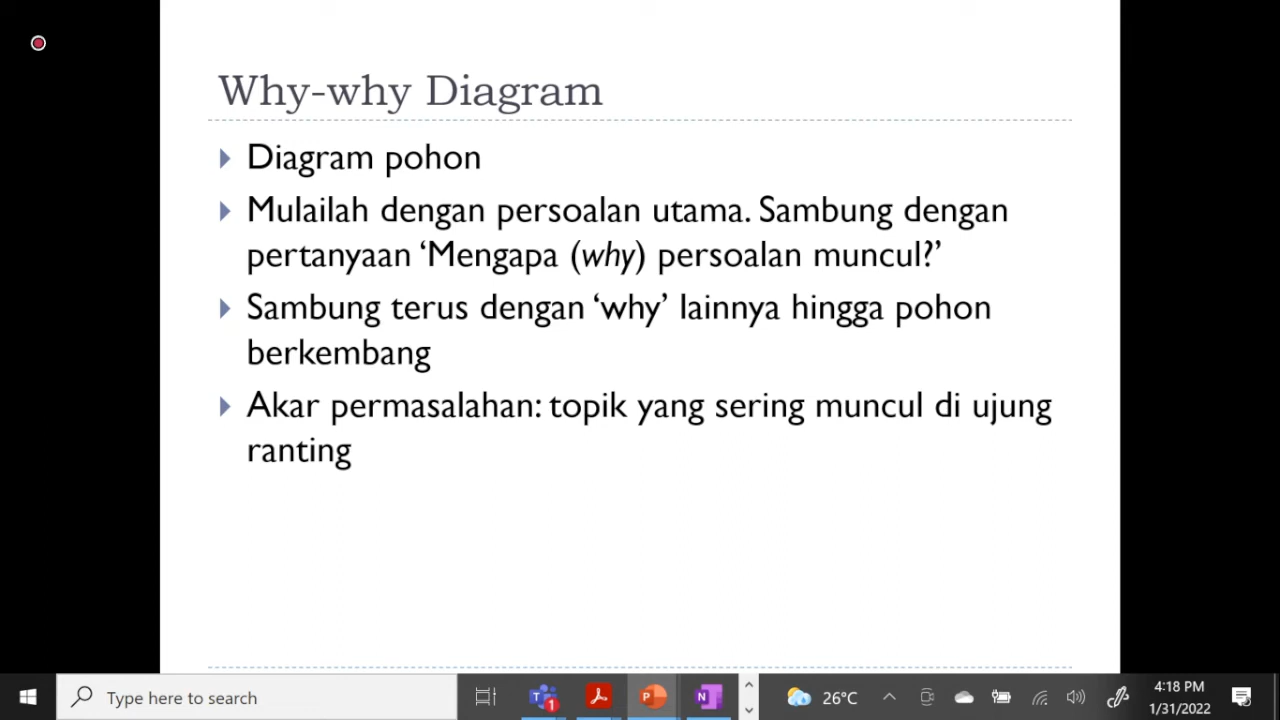 Why-why Diagram
Diagram pohon
Mulailah dengan persoalan utama. Sambung dengan
pertanyaan ‘Mengapa (why) persoalan muncul?’
Sambung terus dengan ‘why’ lainnya hingga pohon
berkembang
Akar permasalahan: topik yang sering muncul di ujung
ranting
Type here to search
1
26°C
4:18 PM
1/31/2022